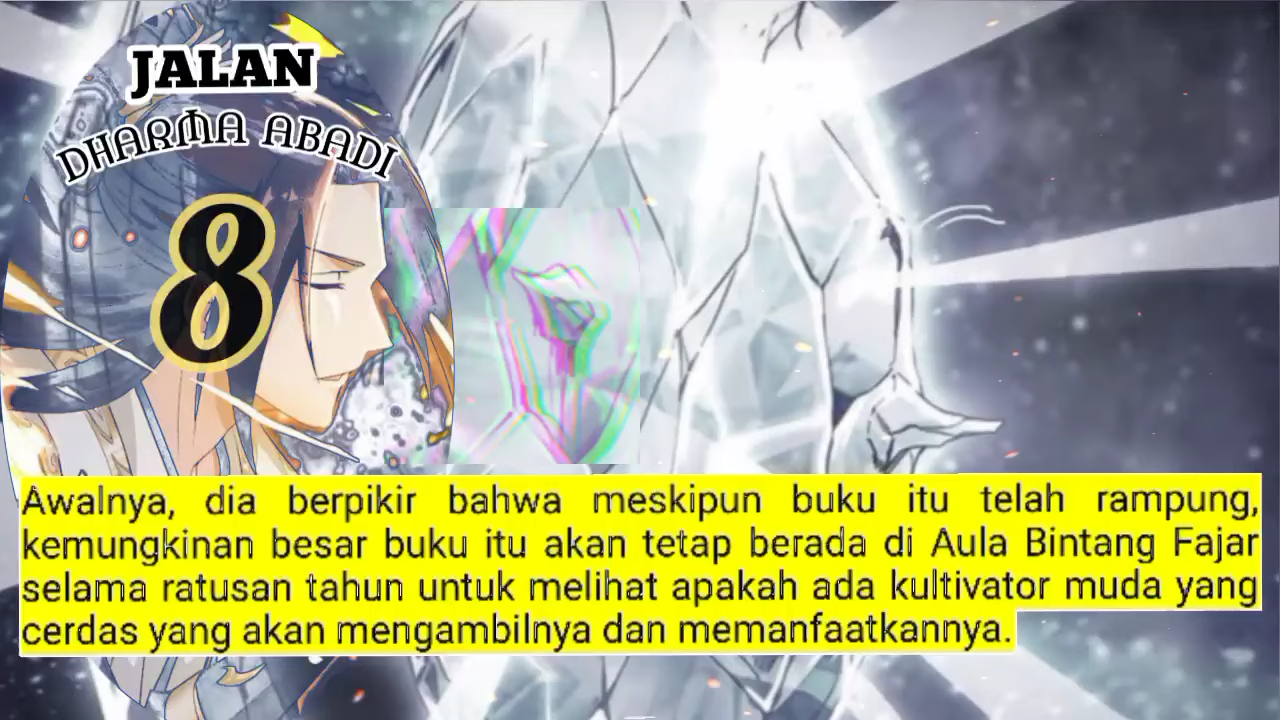 JALAN
DHARMA ABADI
8
Awalnya, dia berpikir bahwa meskipun buku itu telah rampung,
kemungkinan besar buku itu akan tetap berada di Aula Bintang Fajar
selama ratusan tahun untuk melihat apakah ada kultivator muda yang
cerdas yang akan mengambilnya dan memanfaatkannya.